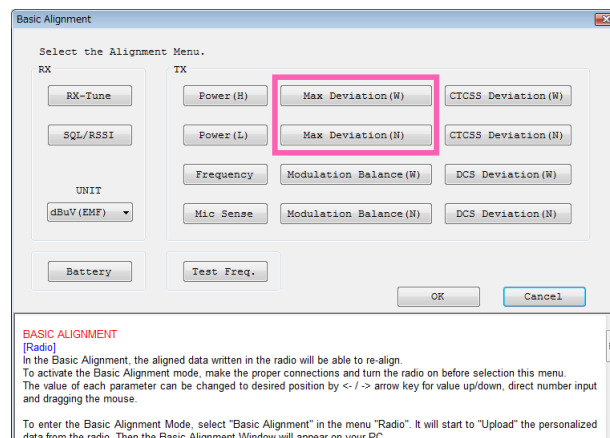 Basic Alignment
Select the Alignment Menu.
RX
TX
RX-Tune
Power(H)
Max Deviation(W)
CTCSS Deviation(W)
SQL/RSSI
Power(L)
Max Deviation(N)
CTCSS Deviation(N)
Frequency
Modulation Balance(W)
DCS Deviation(W)
UNIT
dBuV(EMF)
Mic Sense
Modulation Balance(N)
DCS Deviation(N)
Battery
Test Freq.
OK
Cancel
BASIC ALIGNMENT
[Radio]
In the Basic Alignment, the aligned data written in the radio will be able to re-align.
To activate the Basic Alignment mode, make the proper connections and turn the radio on before selection this menu.
The value of each parameter can be changed to desired position by <- / -> arrow key for value up/down, direct number input
and dragging the mouse.
To enter the Basic Alignment Mode, select "Basic Alignment" in the menu "Radio". It will start to "Upload" the personalized
data from the radio. Then the Basic Alignment Window will appear on your PC.